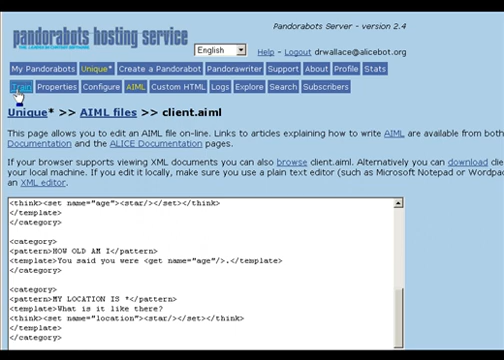 Pandorabots Server - version 2.4
pandorabots hosting service
English
Help - Logout drwallace@alicebot.org
My Pandorabots Unique* Create a Pandorabot Pandorawriter Support About Profile Stats
Train Properties Configure AIML Custom HTML Logs Explore Search Subscribers
Unique* >> AIML files >> client.aiml
This page allows you to edit an AIML file on-line. Links to articles explaining how to write AIML are available from both
Documentation and the ALICE Documentation pages.
If your browser supports viewing XML documents you can also browse client.aiml. Alternatively you can download clie
your local machine. If you edit it locally, make sure you use a plain text editor (such as Microsoft Notepad or Wordpad
an XML editor.
<think><set name="age"><star/></set></think>
</template>
</category>
<category>
<pattern>HOW OLD AM I</pattern>
<template>You said you were <get name="age"/>.</template>
</category>
<category>
<pattern>MY LOCATION IS *</pattern>
<template>What is it like there?
<think><set name="location"><star/></set></think>
</template>
</category>